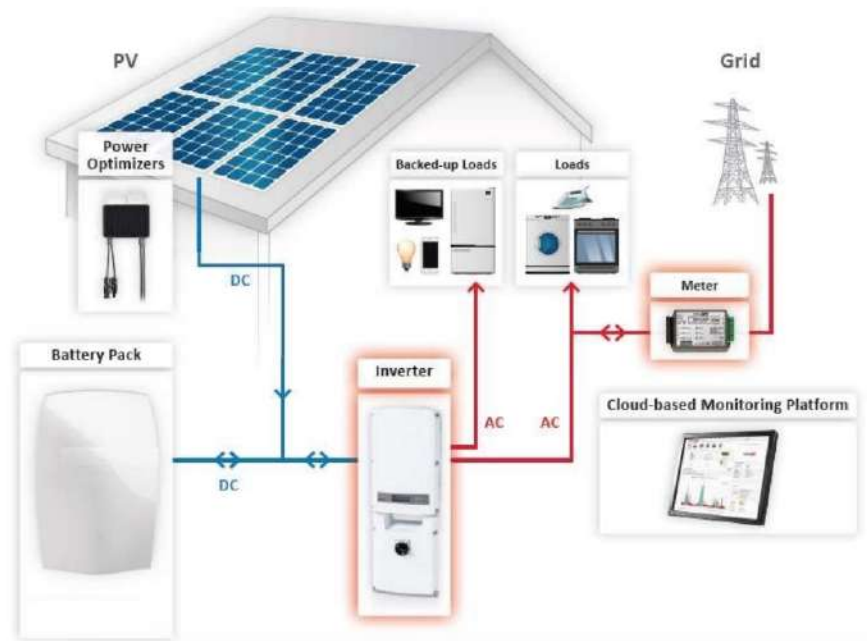 PV
Grid
Power
Optimizers
Backed-up Loads
Loads
DC
Meter
Battery Pack
Inverter
Cloud-based Monitoring Platform
AC
AC
DC